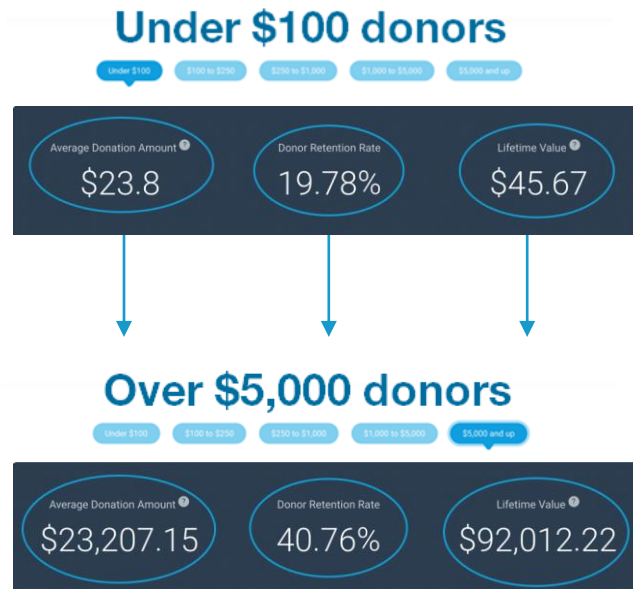 Under $100 donors
Under $100 $100 to $250 $250 to $1,000 $1,000 to $5,000 $5,000 and up
Average Donation Amount ? Donor Retention Rate Lifetime Value ?
$23.8 19.78% $45.67
Over $5,000 donors
Under $100 $100 to $250 $250 to $1,000 $1,000 to $5,000 $5,000 and up
Average Donation Amount ? Donor Retention Rate Lifetime Value ?
$23,207.15 40.76% $92,012.22